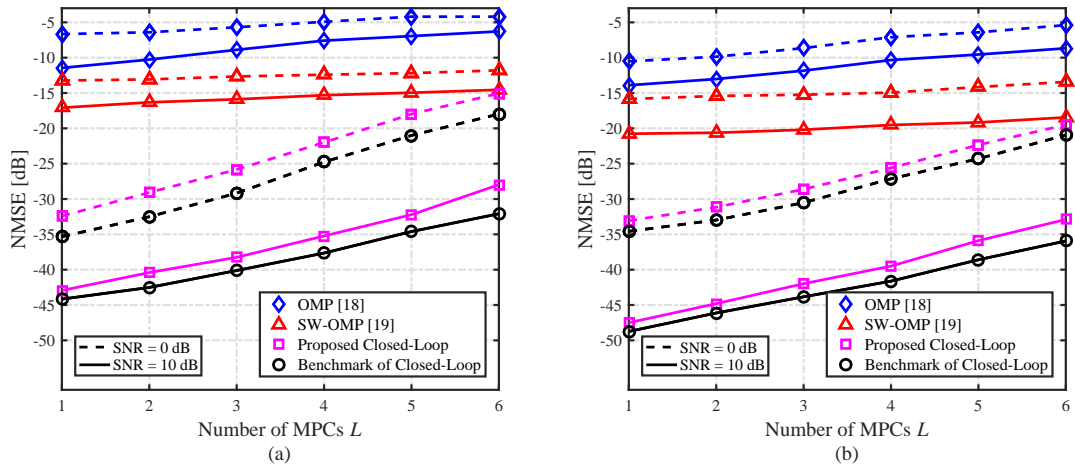 -5
-10
-15
-20
-25
-30
-35
-40
-45
-50
NMSE [dB]
OMP [18]
SW-OMP [19]
Proposed Closed-Loop
Benchmark of Closed-Loop
SNR = 0 dB
SNR = 10 dB
1 2 3 4 5 6
Number of MPCs L
(a)
-5
-10
-15
-20
-25
-30
-35
-40
-45
-50
NMSE [dB]
OMP [18]
SW-OMP [19]
Proposed Closed-Loop
Benchmark of Closed-Loop
SNR = 0 dB
SNR = 10 dB
1 2 3 4 5 6
Number of MPCs L
(b)